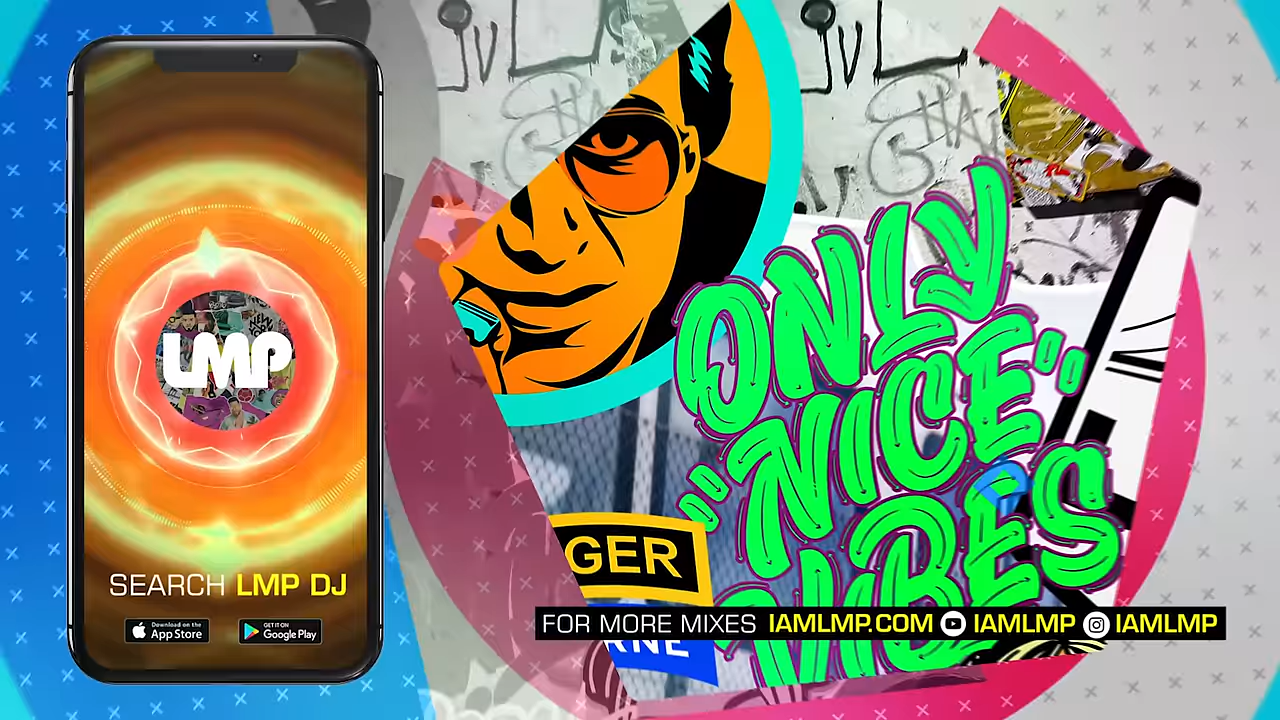 LMP
SEARCH LMP DJ
Download on the
App Store
GET IT ON
Google Play
ONLY
"NICE"
VIBES
GER
RNE
FOR MORE MIXES IAMLMP.COM IAMLMP IAMLMP